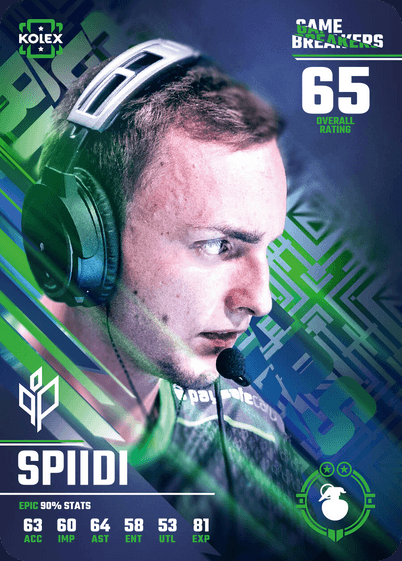 KOLEX
GAME
BREAKERS
65
OVERALL
RATING
SPIIDI
EPIC 90% STATS
63 60 64 58 53 81
ACC IMP AST ENT UTL EXP